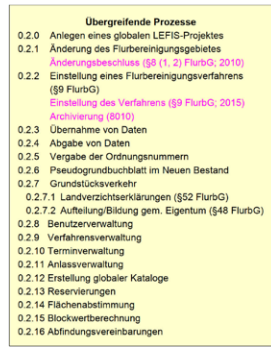 Übergreifende Prozesse
0.2.0 Anlegen eines globalen LEFIS-Projektes
0.2.1 Änderung des Flurbereinigungsgebietes
Änderungsbeschluss (§8 (1, 2) FlurbG; 2010)
0.2.2 Einstellung eines Flurbereinigungsverfahrens
(§9 FlurbG)
Einstellung des Verfahrens (§9 FlurbG; 2015)
Archivierung (8010)
0.2.3 Übernahme von Daten
0.2.4 Abgabe von Daten
0.2.5 Vergabe der Ordnungsnummern
0.2.6 Pseudogrundbuchblatt im Neuen Bestand
0.2.7 Grundstücksverkehr
0.2.7.1 Landverzichtserklärungen (§52 FlurbG)
0.2.7.2 Aufteilung/Bildung gem. Eigentum (§48 FlurbG)
0.2.8 Benutzerverwaltung
0.2.9 Verfahrensverwaltung
0.2.10 Terminverwaltung
0.2.11 Anlassverwaltung
0.2.12 Erstellung globaler Kataloge
0.2.13 Reservierungen
0.2.14 Flächenabstimmung
0.2.15 Blockwertberechnung
0.2.16 Abfindungsvereinbarungen